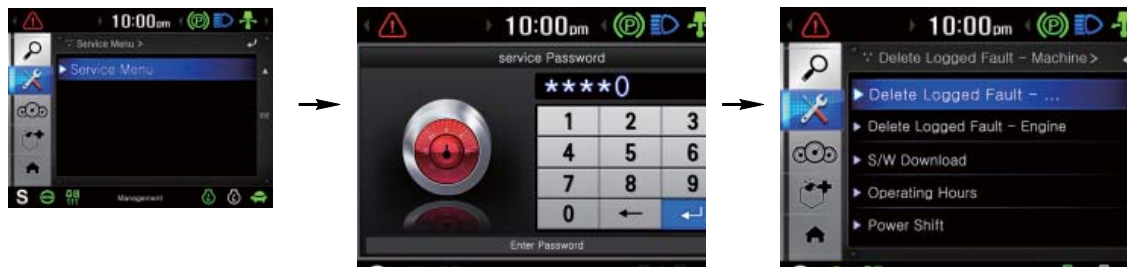 10:00pm
Service Menu >
Service Menu
S
Management
10:00pm
service Password
****0
1 2 3
4 5 6
7 8 9
0 ←
Enter Password
10:00pm
Delete Logged Fault - Machine>
Delete Logged Fault - ...
Delete Logged Fault - Engine
S/W Download
Operating Hours
Power Shift